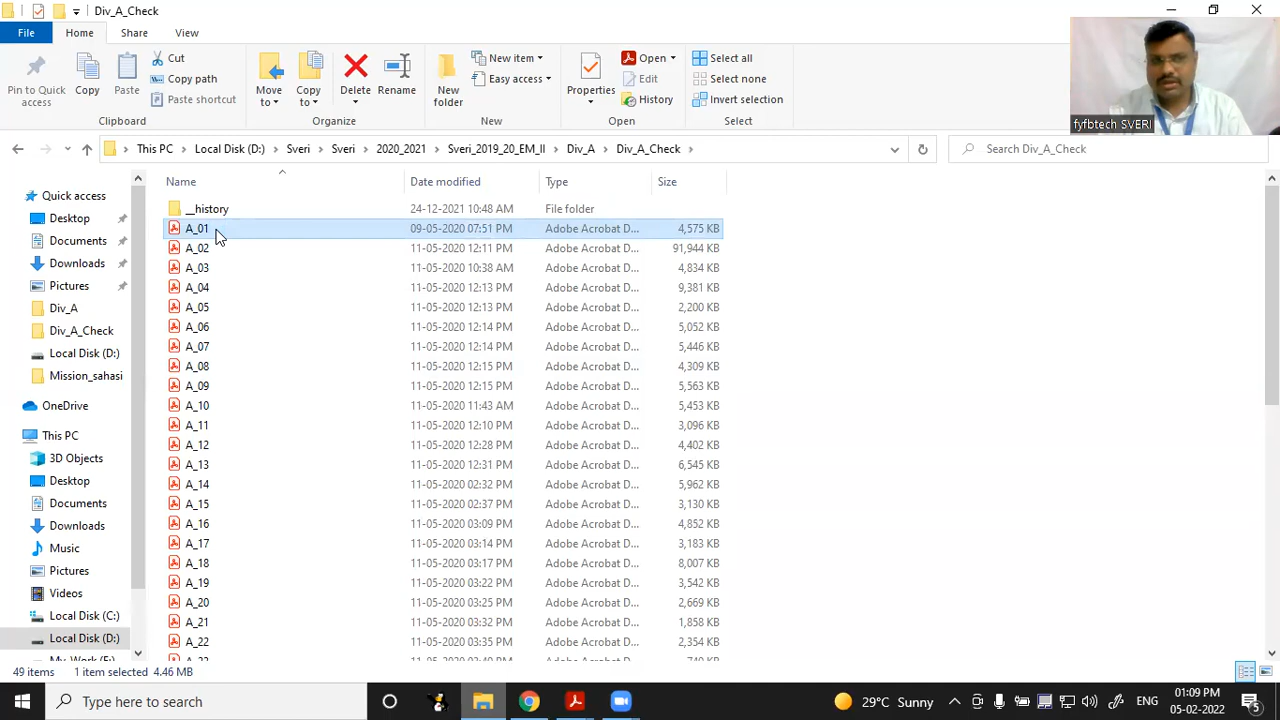 Div_A_Check
File Home Share View
Pin to Quick access
Copy
Paste
Cut
Copy path
Paste shortcut
Clipboard
Move to
Copy to
Delete
Rename
Organize
New folder
New item
Easy access
New
Properties
Open
Edit
History
Open
Select all
Select none
Invert selection
Select
fyfbtech SVERI
This PC Local Disk (D:) Sveri Sveri 2020_2021 Sveri_2019_20_EM_II Div_A Div_A_Check
Search Div_A_Check
Quick access
Desktop
Documents
Downloads
Pictures
Div_A
Div_A_Check
Local Disk (D:)
Mission_sahasi
OneDrive
This PC
3D Objects
Desktop
Documents
Downloads
Music
Pictures
Videos
Local Disk (C:)
Local Disk (D:)
Name Date modified Type Size
__history 24-12-2021 10:48 AM File folder
A_01 09-05-2020 07:51 PM Adobe Acrobat D... 4,575 KB
A_02 11-05-2020 12:11 PM Adobe Acrobat D... 91,944 KB
A_03 11-05-2020 10:38 AM Adobe Acrobat D... 4,834 KB
A_04 11-05-2020 12:13 PM Adobe Acrobat D... 9,381 KB
A_05 11-05-2020 12:13 PM Adobe Acrobat D... 2,200 KB
A_06 11-05-2020 12:14 PM Adobe Acrobat D... 5,052 KB
A_07 11-05-2020 12:14 PM Adobe Acrobat D... 5,446 KB
A_08 11-05-2020 12:15 PM Adobe Acrobat D... 4,309 KB
A_09 11-05-2020 12:15 PM Adobe Acrobat D... 5,563 KB
A_10 11-05-2020 11:43 AM Adobe Acrobat D... 5,453 KB
A_11 11-05-2020 12:10 PM Adobe Acrobat D... 3,096 KB
A_12 11-05-2020 12:28 PM Adobe Acrobat D... 4,402 KB
A_13 11-05-2020 12:31 PM Adobe Acrobat D... 6,545 KB
A_14 11-05-2020 02:32 PM Adobe Acrobat D... 5,962 KB
A_15 11-05-2020 02:37 PM Adobe Acrobat D... 3,130 KB
A_16 11-05-2020 03:09 PM Adobe Acrobat D... 4,852 KB
A_17 11-05-2020 03:14 PM Adobe Acrobat D... 3,183 KB
A_18 11-05-2020 03:17 PM Adobe Acrobat D... 8,007 KB
A_19 11-05-2020 03:22 PM Adobe Acrobat D... 3,542 KB
A_20 11-05-2020 03:25 PM Adobe Acrobat D... 2,669 KB
A_21 11-05-2020 03:32 PM Adobe Acrobat D... 1,858 KB
A_22 11-05-2020 03:35 PM Adobe Acrobat D... 2,354 KB
49 items 1 item selected 4.46 MB
Type here to search
29°C Sunny
ENG
01:09 PM
05-02-2022
5